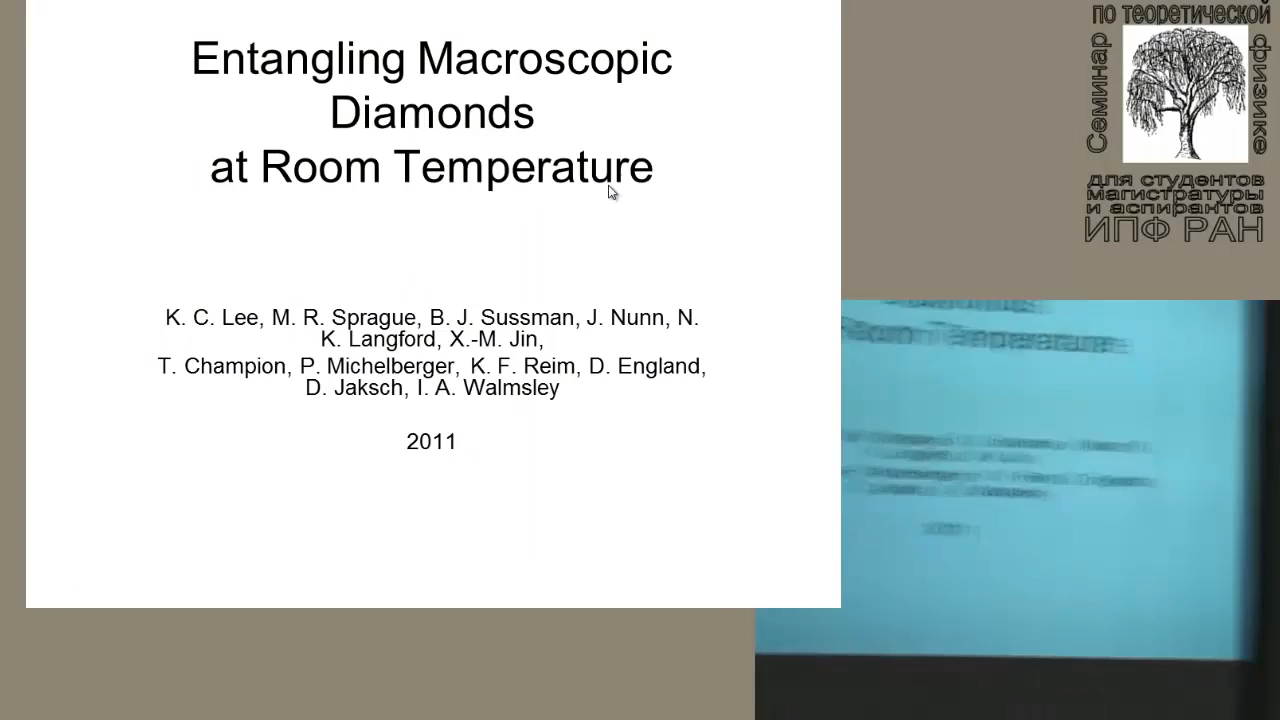 Entangling Macroscopic
Diamonds
at Room Temperature
K. C. Lee, M. R. Sprague, B. J. Sussman, J. Nunn, N.
K. Langford, X.-M. Jin,
T. Champion, P. Michelberger, K. F. Reim, D. England,
D. Jaksch, I. A. Walmsley
2011
Семинар
по теоретической
физике
для студентов
магистратуры
и аспирантов
ИПФ РАН